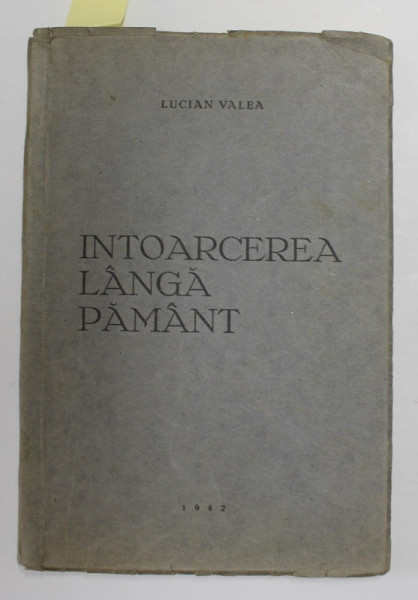 LUCIAN VALEA
INTOARCEREA
LÂNGĂ
PĂMÂNT
1942